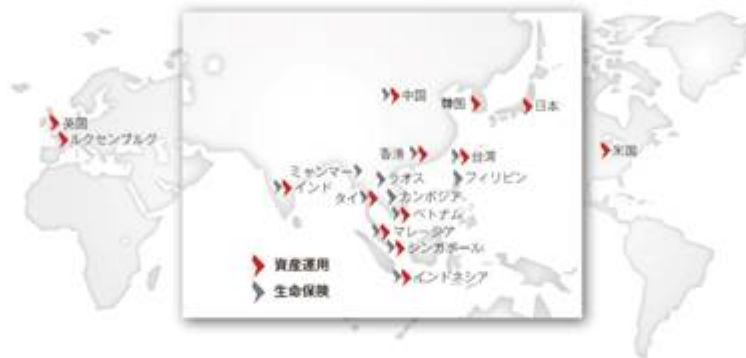 中国
韓国
日本
英国
ルクセンブルグ
香港
台湾
米国
ミャンマー
ラオス
フィリピン
インド
タイ
カンボジア
ベトナム
マレーシア
シンガポール
インドネシア
資産運用
生命保険